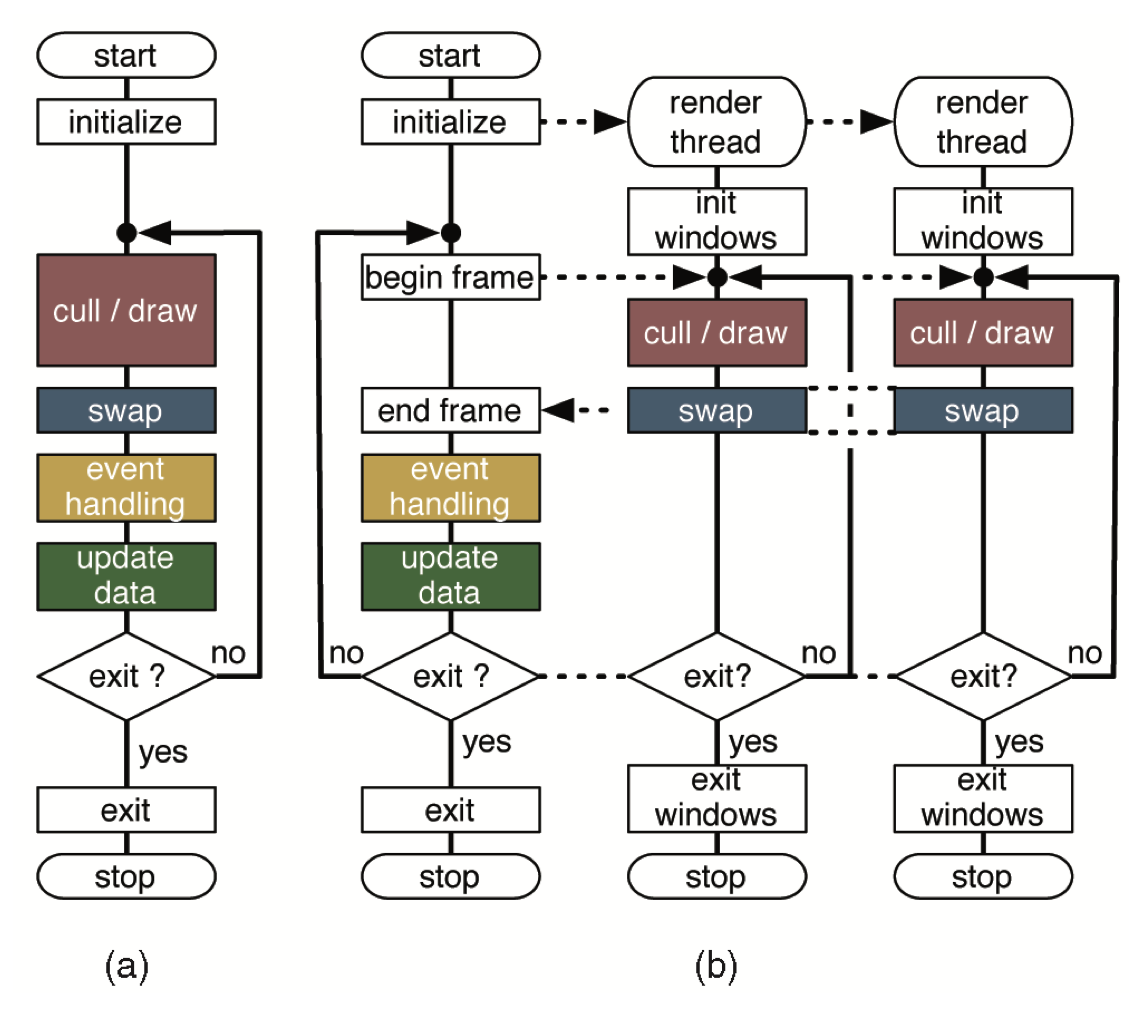 start
initialize
cull / draw
swap
event
handling
update
data
exit ?
no
yes
exit
stop
(a)
start
initialize
begin frame
end frame
event
handling
update
data
exit ?
no
yes
exit
stop
render
thread
init
windows
cull / draw
swap
exit?
no
yes
exit
windows
stop
render
thread
init
windows
cull / draw
swap
exit?
no
yes
exit
windows
stop
(b)